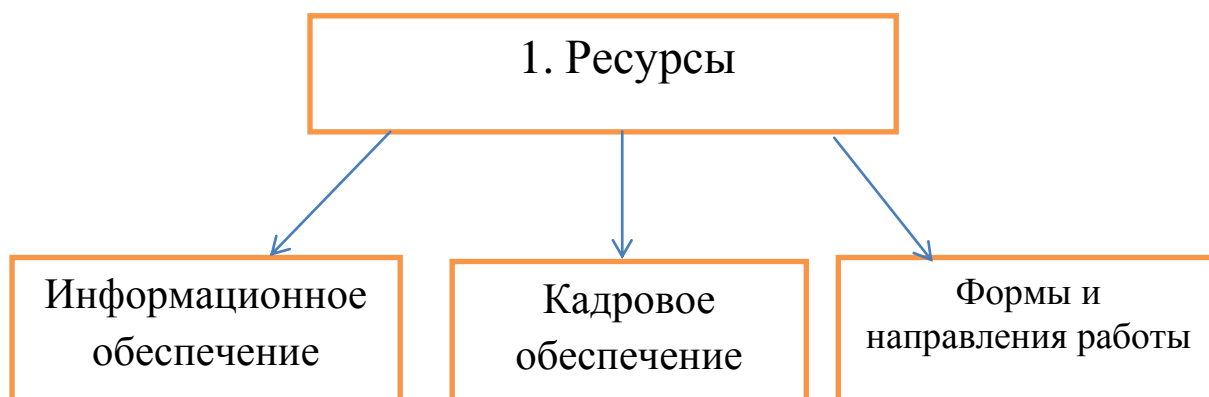 1. Ресурсы
Информационное
обеспечение
Кадровое
обеспечение
Формы и
направления работы